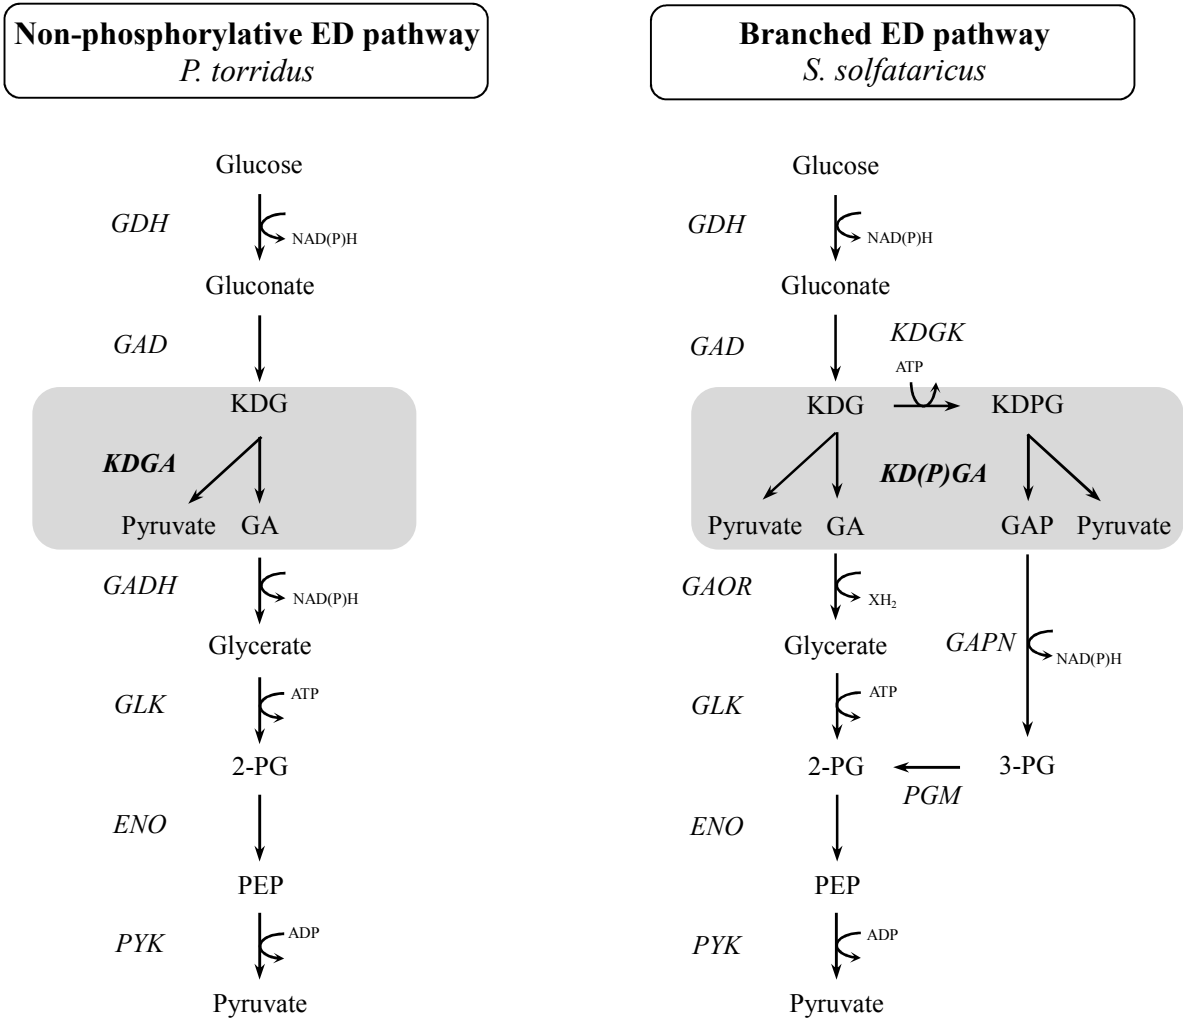 Non-phosphorylative ED pathway
P. torridus
Glucose
GDH
NAD(P)H
Gluconate
GAD
KDG
KDGA
Pyruvate GA
GADH
NAD(P)H
Glycerate
GLK
ATP
2-PG
ENO
PEP
PYK
ADP
Pyruvate
Branched ED pathway
S. solfataricus
Glucose
GDH
NAD(P)H
Gluconate
GAD
KDGK
ATP
KDG
KDPG
KD(P)GA
Pyruvate GA
GAP Pyruvate
GAOR
XH2
GAPN
NAD(P)H
Glycerate
GLK
ATP
2-PG
3-PG
PGM
ENO
PEP
PYK
ADP
Pyruvate